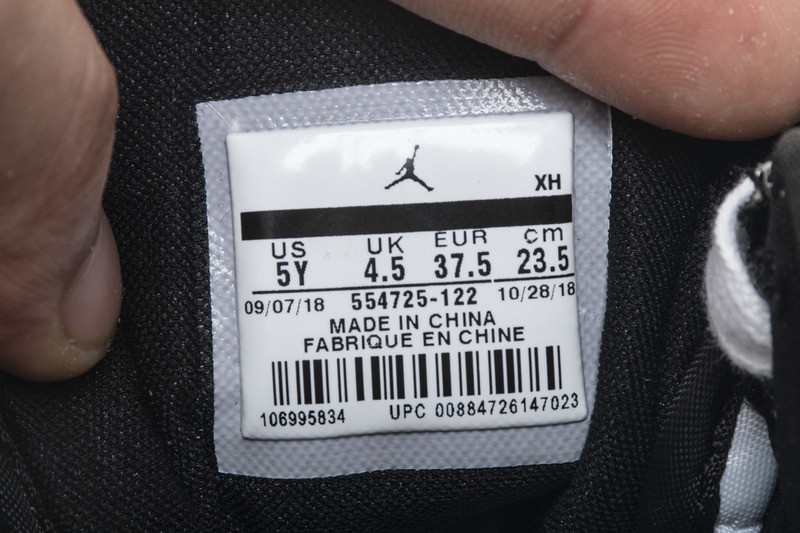 XH
US UK EUR cm
5Y 4.5 37.5 23.5
09/07/18 554725-122 10/28/18
MADE IN CHINA
FABRIQUE EN CHINE
106995834 UPC 00884726147023